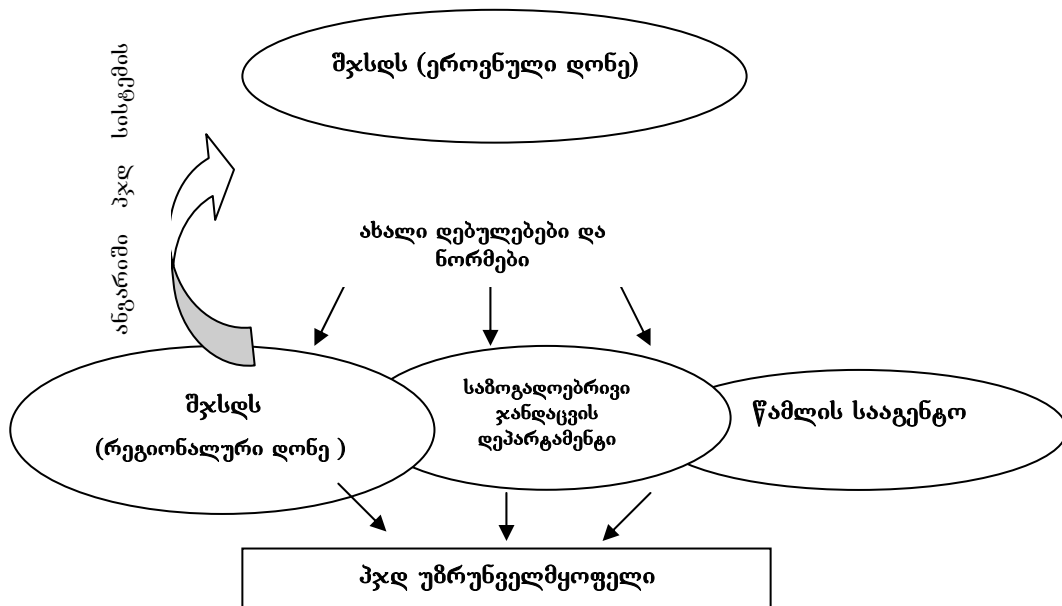 შჯსდს (ეროვნული დონე)
ანგარიში პჯდ სისტემის
ახალი დებულებები და
ნორმები
შჯსდს
(რეგიონალური დონე )
საზოგადოებრივი
ჯანდაცვის
დეპარტამენტი
წამლის სააგენტო
პჯდ უზრუნველმყოფელი